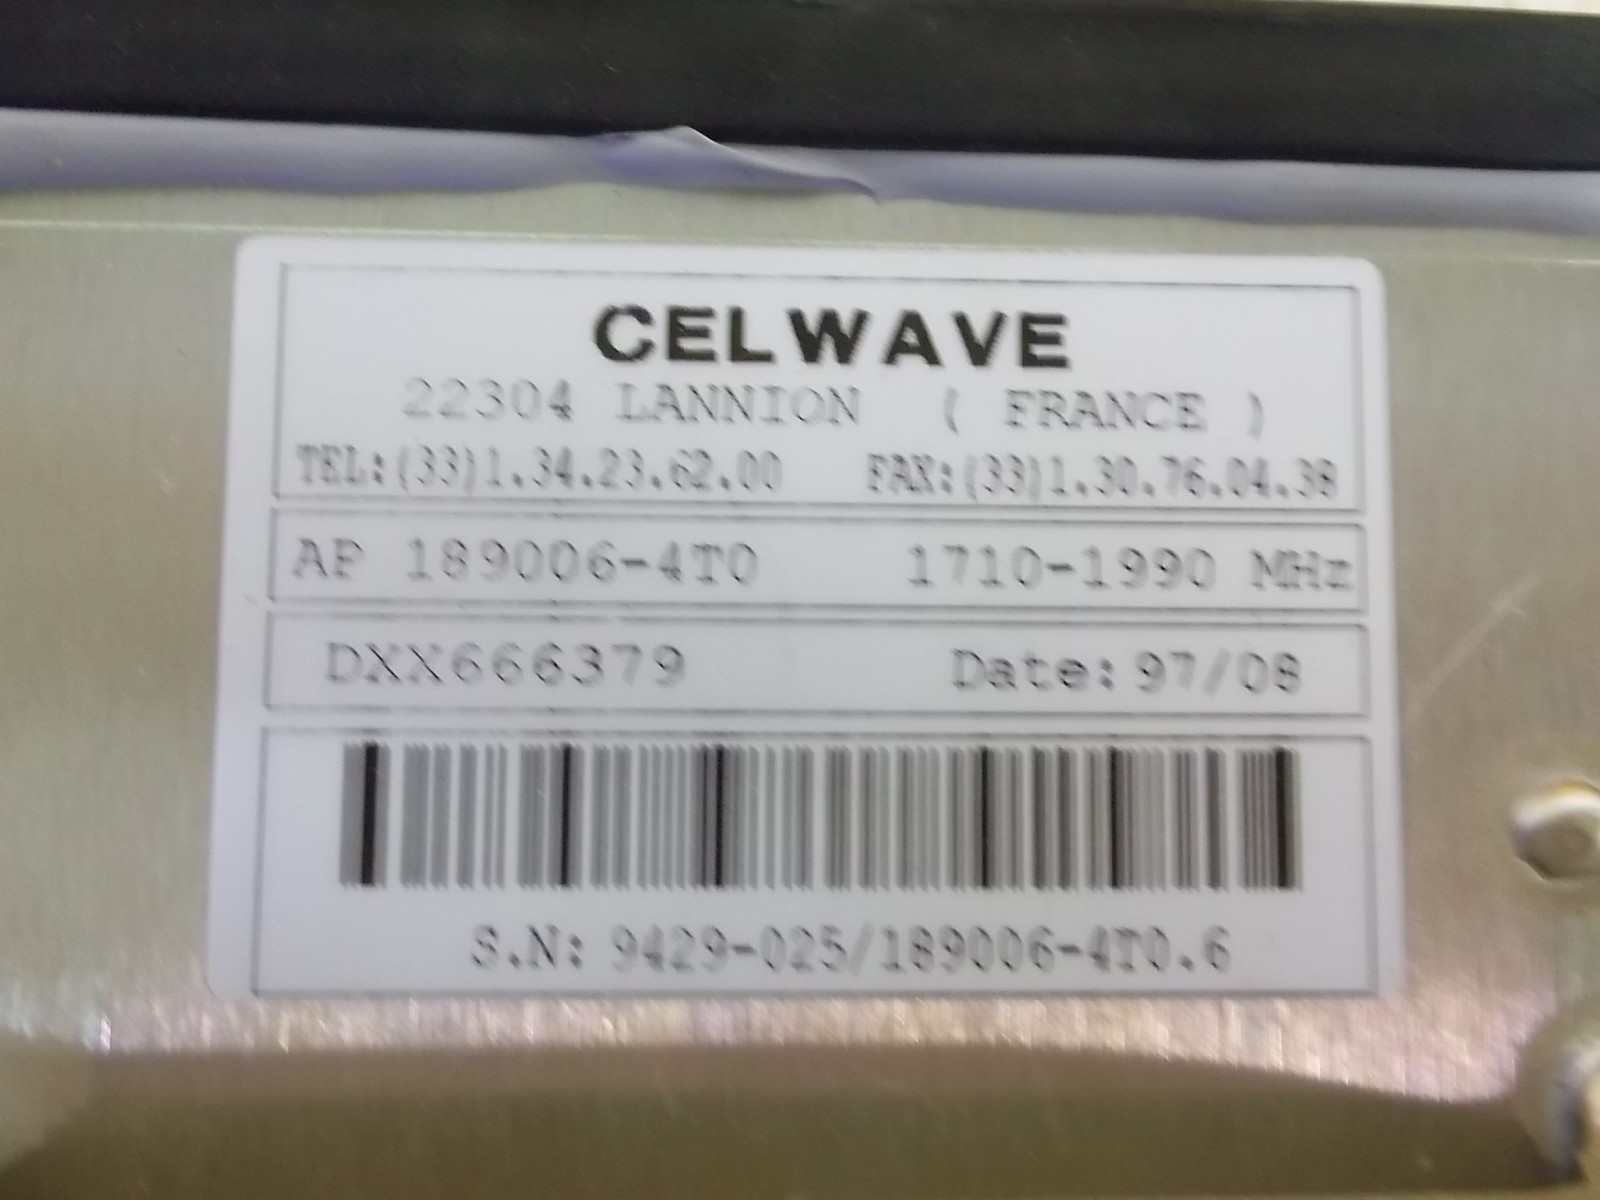 CELWAVE
22304 LANNION ( FRANCE )
TEL:(33)1.34.23.62.00 FAX:(33)1.30.76.04.38
AP 189006-4T0 1710-1990 MHz
DXX666379 Date: 97/08
S.N: 9429-025/189006-4T0.6